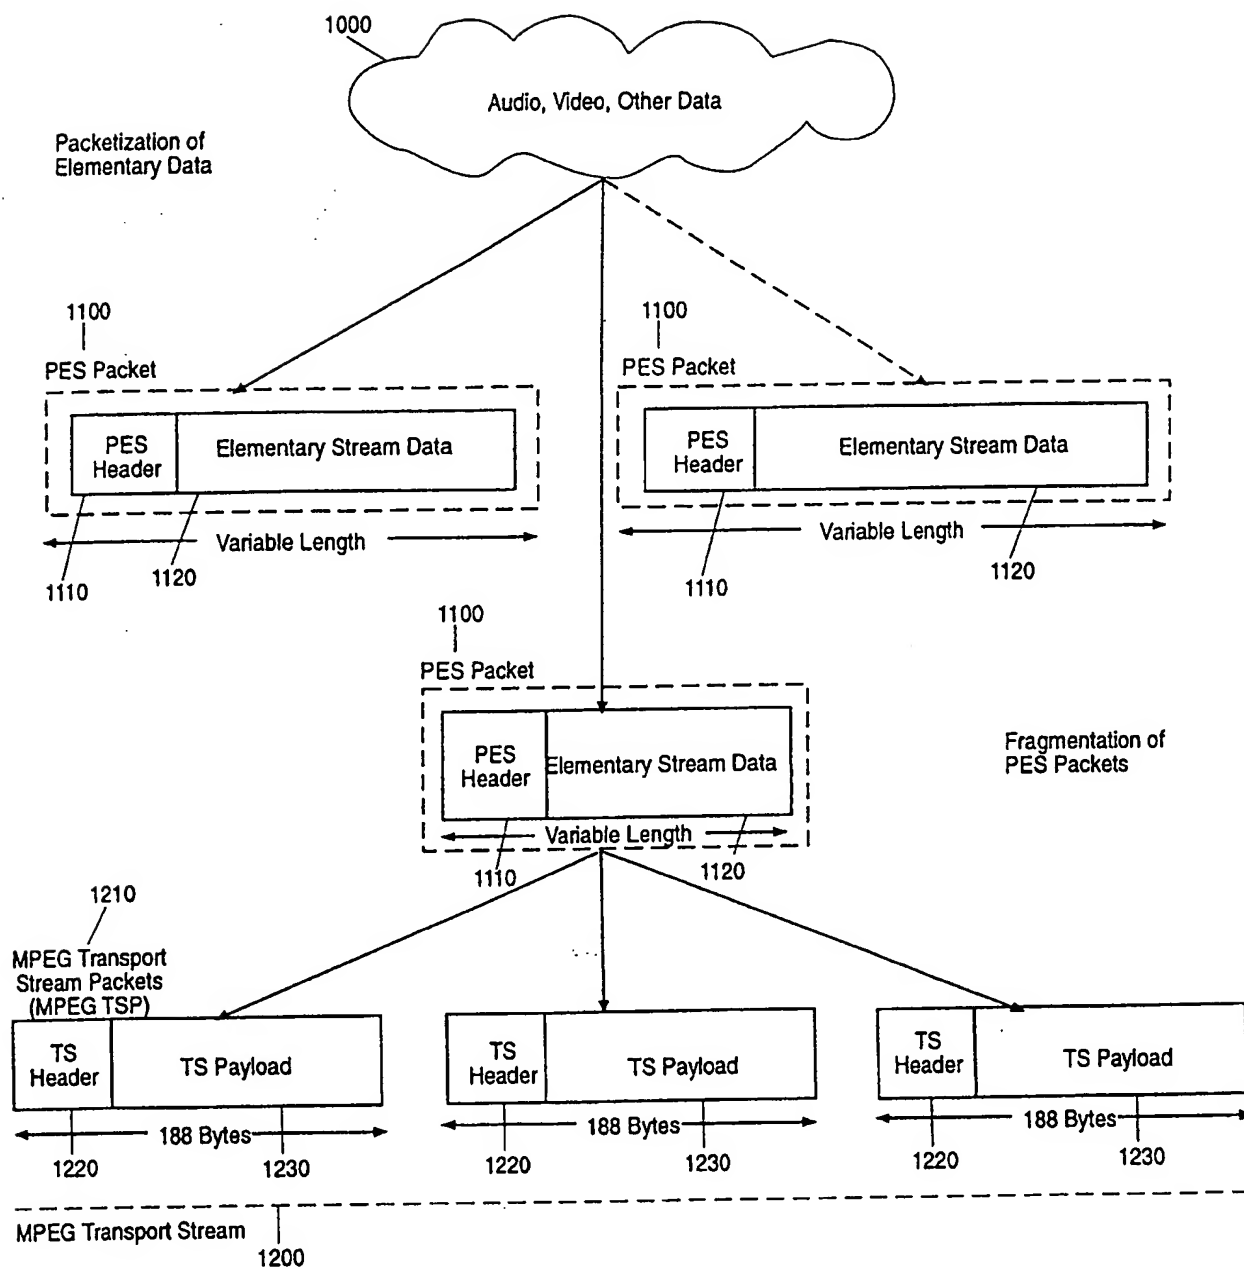 1000
Audio, Video, Other Data
Packetization of
Elementary Data
1100
PES Packet
PES
Header
Elementary Stream Data
Variable Length
1110
1120
1100
PES Packet
PES
Header
Elementary Stream Data
Variable Length
1110
1120
1100
PES Packet
PES
Header
Elementary Stream Data
Variable Length
1110
1120
Fragmentation of
PES Packets
1210
MPEG Transport
Stream Packets
(MPEG TSP)
TS
Header
TS Payload
188 Bytes
1220
1230
TS
Header
TS Payload
188 Bytes
1220
1230
TS
Header
TS Payload
188 Bytes
1220
1230
MPEG Transport Stream
1200